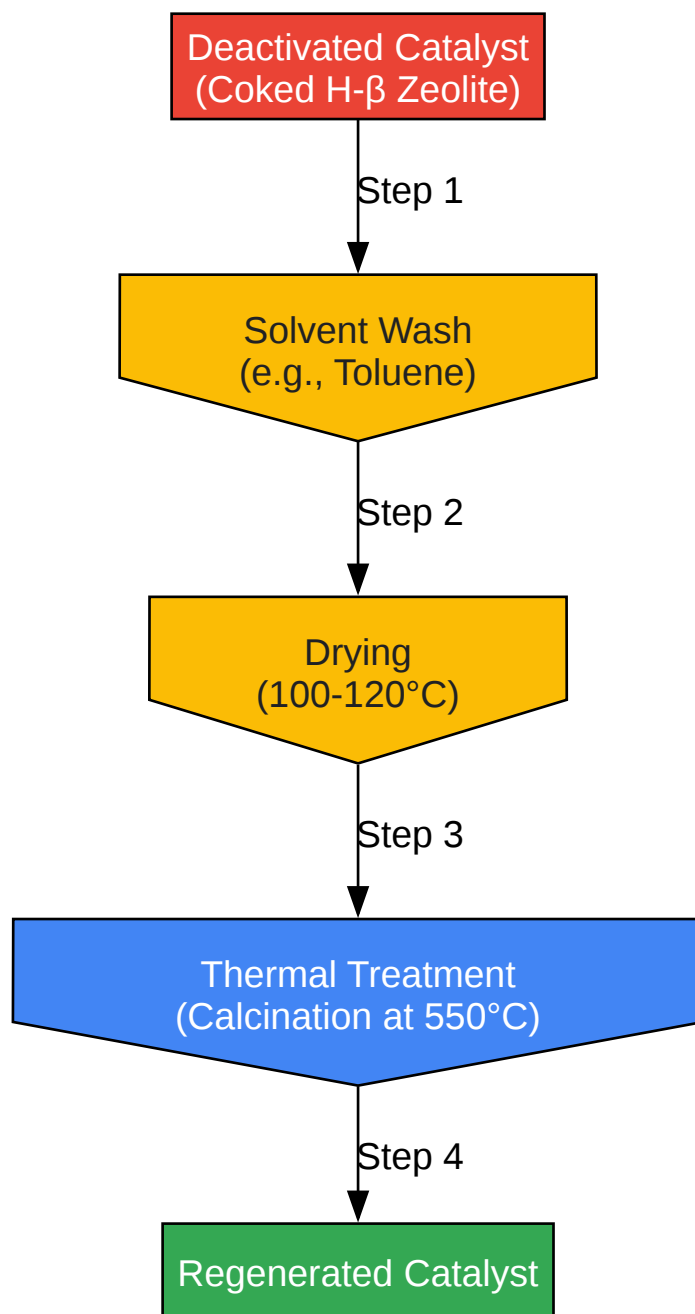 Deactivated Catalyst
(Coked H-β Zeolite)
Step 1
Solvent Wash
(e.g., Toluene)
Step 2
Drying
(100-120°C)
Step 3
Thermal Treatment
(Calcination at 550°C)
Step 4
Regenerated Catalyst